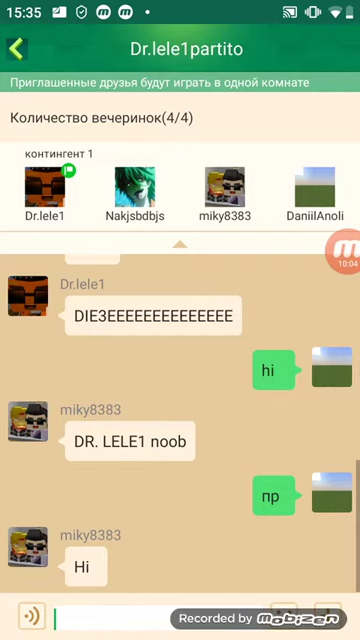 15:35
Dr.lele1partito
Приглашенные друзья будут играть в одной комнате
Количество вечеринок(4/4)
контингент 1
Dr.lele1 Nakjsbdbjs miky8383 DaniilAnoli
10:04
Dr.lele1
DIE3EEEEEEEEEEEEEEE
hi
miky8383
DR. LELE1 noob
пр
miky8383
Hi
Recorded by mobizen